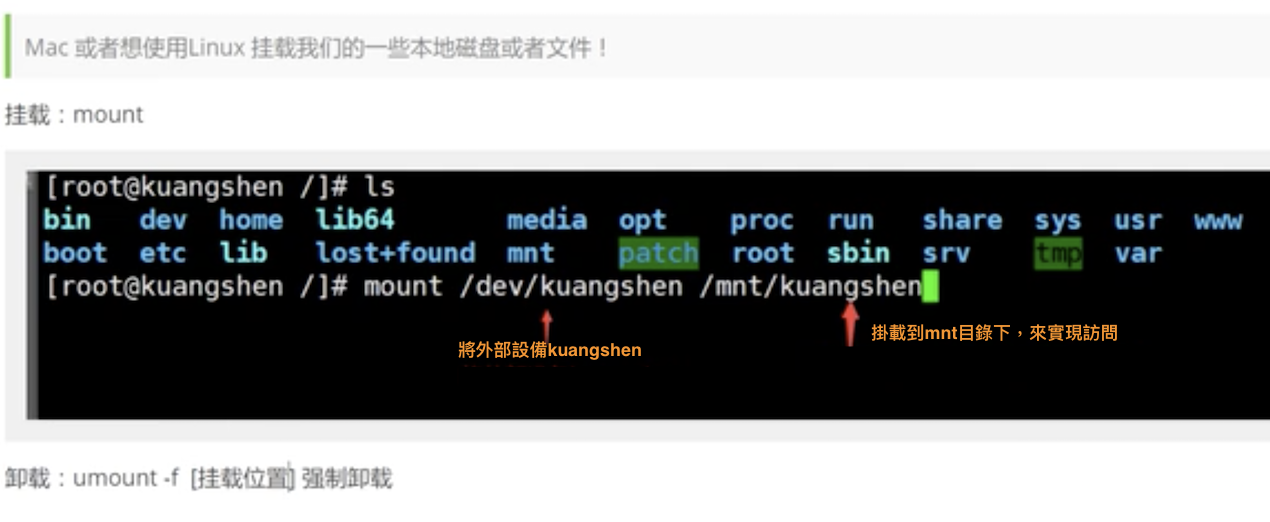 Mac 或者想使用Linux 挂载我们的一些本地磁盘或者文件！
挂载：mount
[root@kuangshen /]# ls
bin dev home lib64 media opt proc run share sys usr www
boot etc lib lost+found mnt patch root sbin srv tmp var
[root@kuangshen /]# mount /dev/kuangshen /mnt/kuangshen
將外部設備kuangshen
掛載到mnt目錄下，來實現訪問
卸载：umount -f [挂载位置] 强制卸载